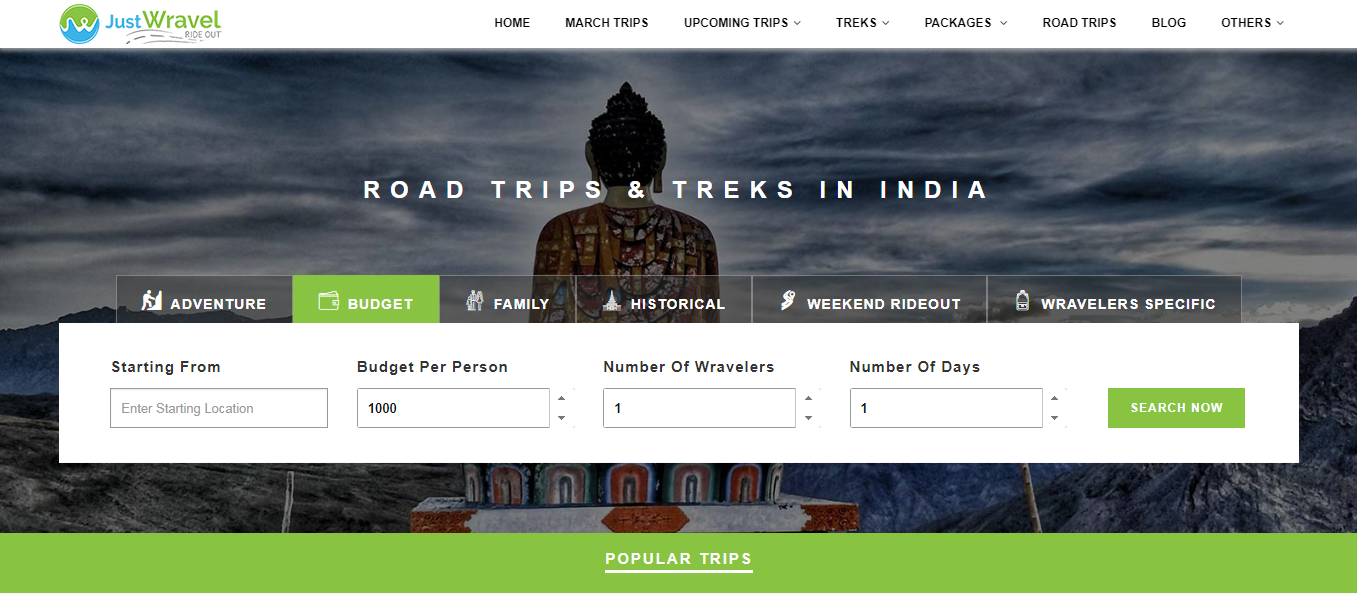 JustWravel
RIDE OUT
HOME MARCH TRIPS UPCOMING TRIPS TREKS PACKAGES ROAD TRIPS BLOG OTHERS
ROAD TRIPS & TREKS IN INDIA
ADVENTURE BUDGET FAMILY HISTORICAL WEEKEND RIDEOUT WRAVELERS SPECIFIC
Starting From Budget Per Person Number Of Wravelers Number Of Days
Enter Starting Location 1000 1 1 SEARCH NOW
POPULAR TRIPS